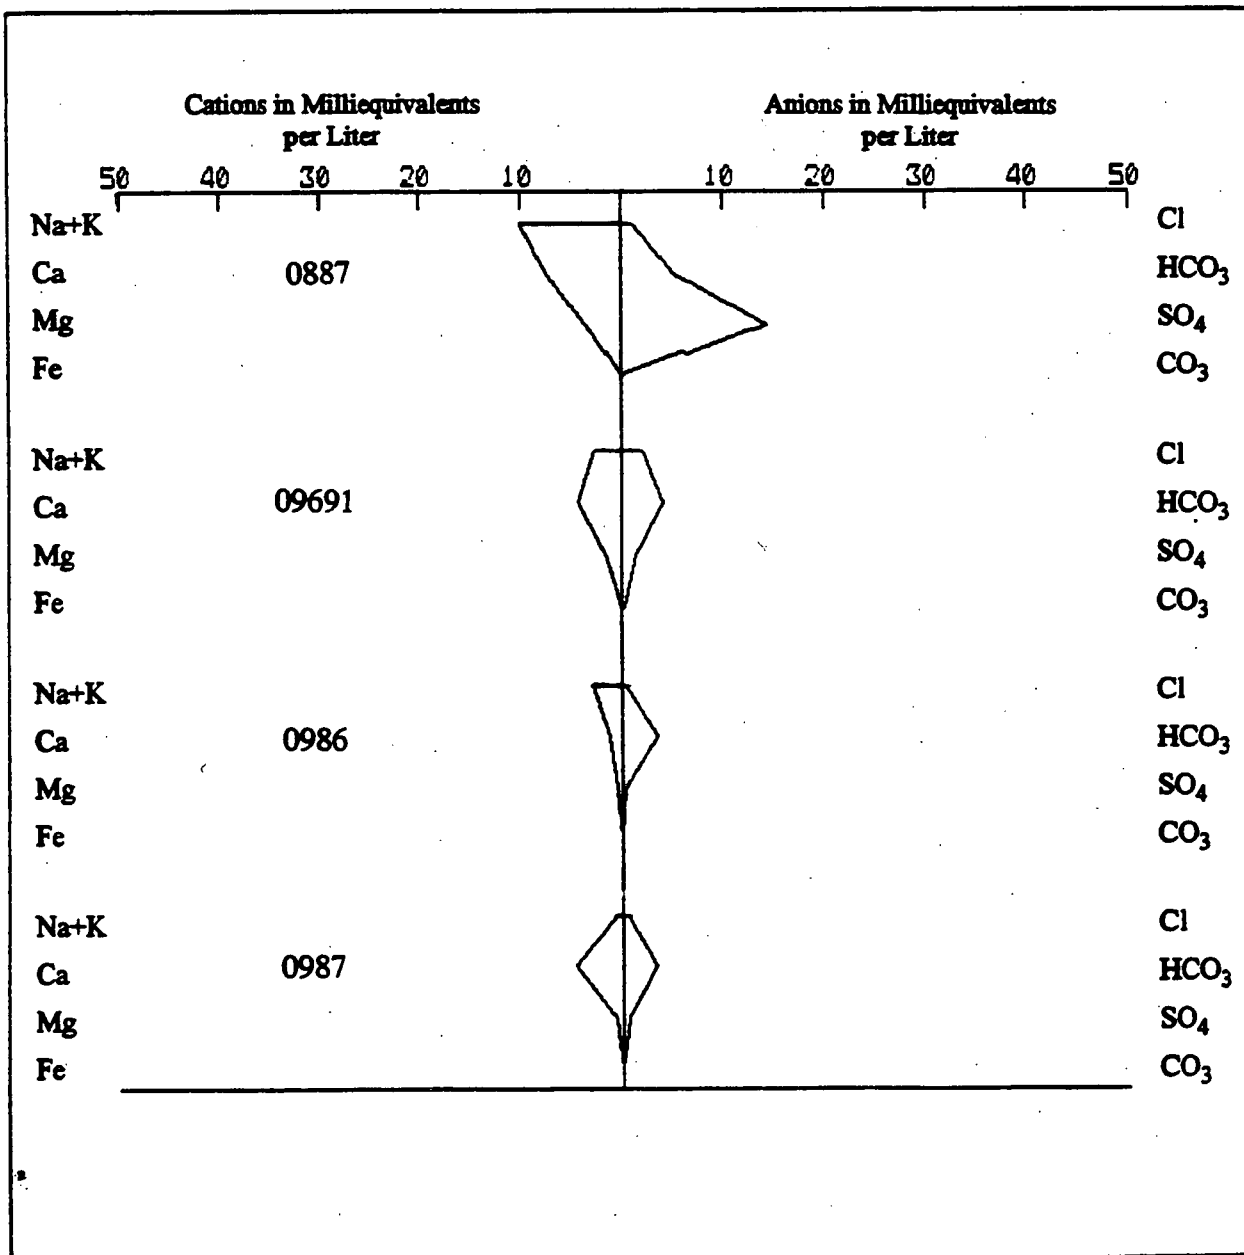 Cations in Milliequivalents
per Liter
Anions in Milliequivalents
per Liter
50 40 30 20 10 10 20 30 40 50
Na+K Cl
Ca 0887 HCO₃
Mg SO₄
Fe CO₃
Na+K Cl
Ca 09691 HCO₃
Mg SO₄
Fe CO₃
Na+K Cl
Ca 0986 HCO₃
Mg SO₄
Fe CO₃
Na+K Cl
Ca 0987 HCO₃
Mg SO₄
Fe CO₃